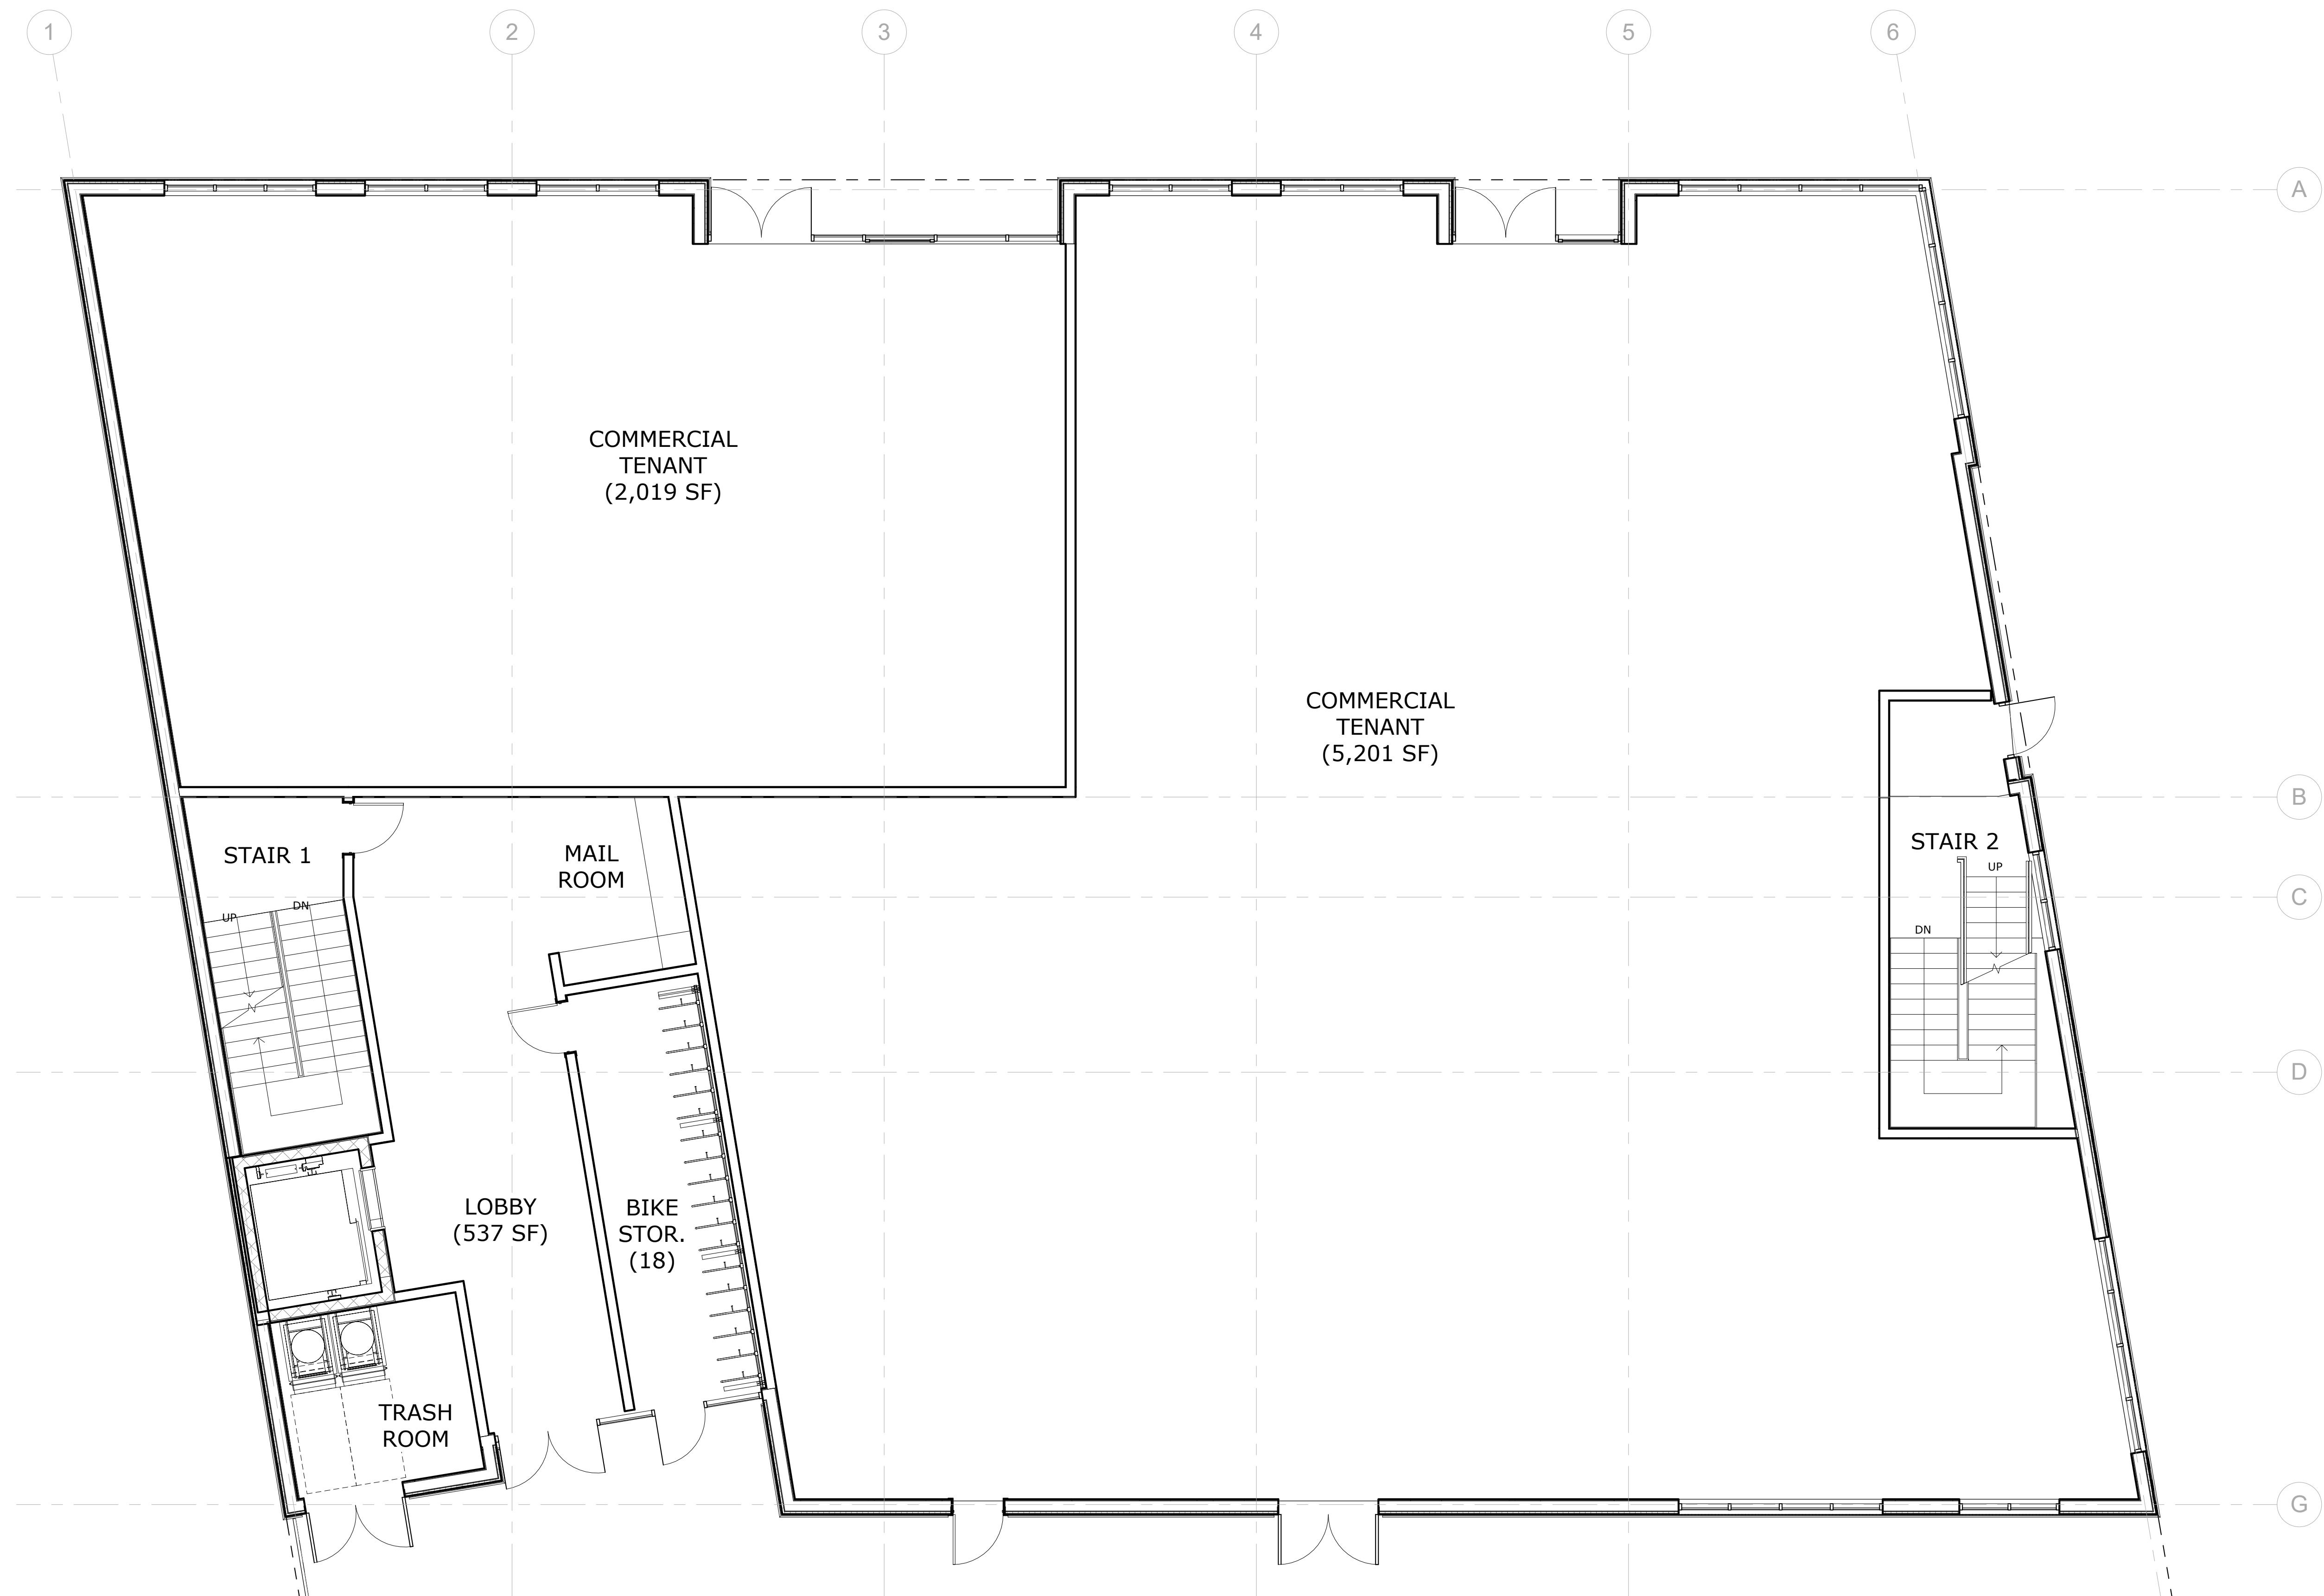 1
2
3
4
5
6
A
COMMERCIAL
TENANT
(2,019 SF)
COMMERCIAL
TENANT
(5,201 SF)
B
STAIR 1
MAIL
ROOM
STAIR 2
UP
C
UP
DN
DN
D
LOBBY
(537 SF)
BIKE
STOR.
(18)
TRASH
ROOM
G